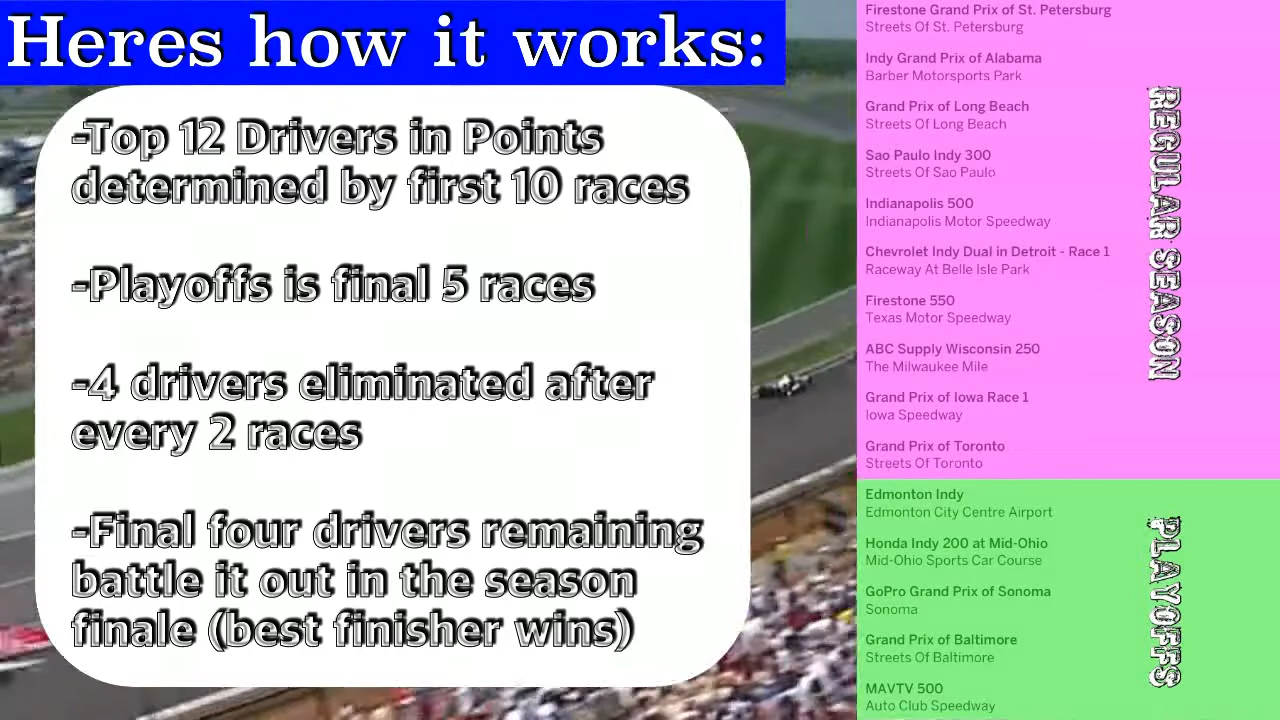 Heres how it works:
-Top 12 Drivers in Points
determined by first 10 races
-Playoffs is final 5 races
-4 drivers eliminated after
every 2 races
-Final four drivers remaining
battle it out in the season
finale (best finisher wins)
Firestone Grand Prix of St. Petersburg
Streets Of St. Petersburg
Indy Grand Prix of Alabama
Barber Motorsports Park
Grand Prix of Long Beach
Streets Of Long Beach
Sao Paulo Indy 300
Streets Of Sao Paulo
Indianapolis 500
Indianapolis Motor Speedway
Chevrolet Indy Dual in Detroit - Race 1
Raceway At Belle Isle Park
Firestone 550
Texas Motor Speedway
ABC Supply Wisconsin 250
The Milwaukee Mile
Grand Prix of Iowa Race 1
Iowa Speedway
Grand Prix of Toronto
Streets Of Toronto
REGULAR SEASON
Edmonton Indy
Edmonton City Centre Airport
Honda Indy 200 at Mid-Ohio
Mid-Ohio Sports Car Course
GoPro Grand Prix of Sonoma
Sonoma
Grand Prix of Baltimore
Streets Of Baltimore
MAVTV 500
Auto Club Speedway
PLAYOFFS